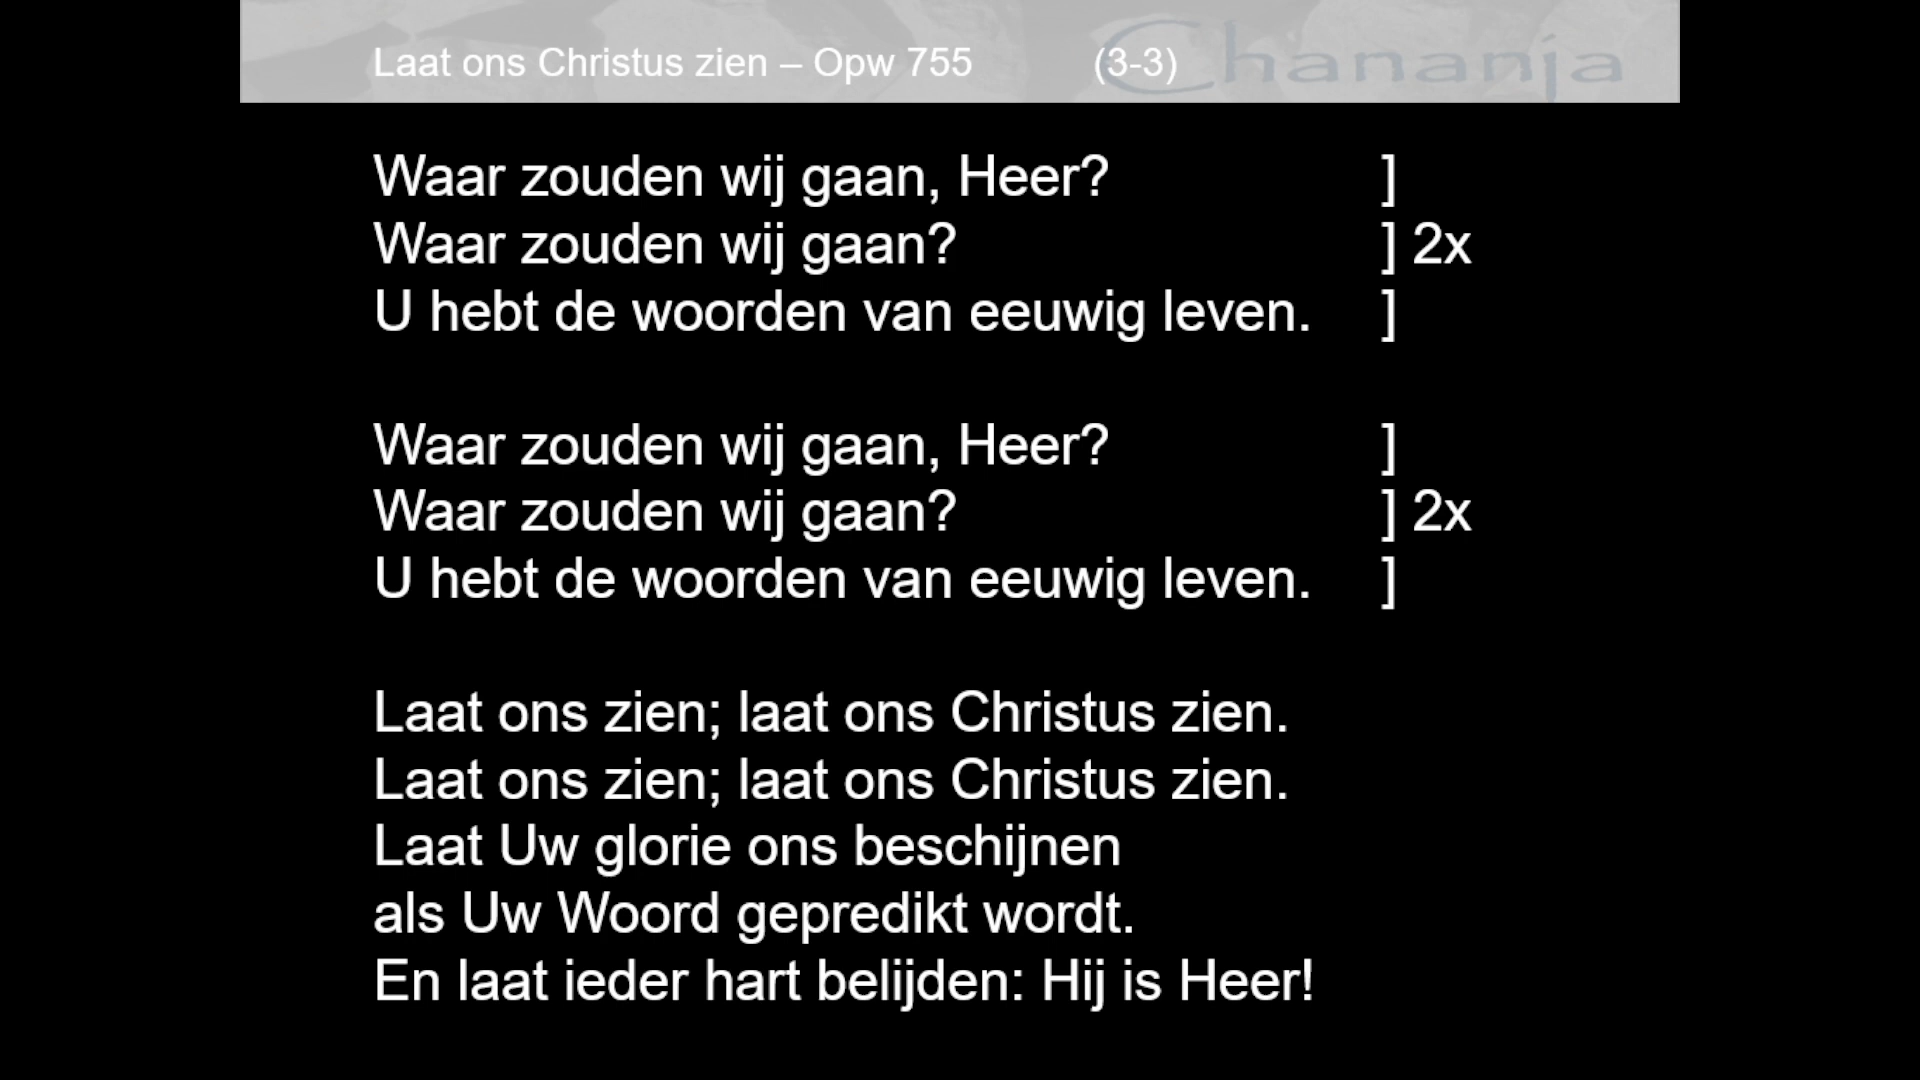 Laat ons Christus zien – Opw 755 (3-3) Chananja
Waar zouden wij gaan, Heer? ]
Waar zouden wij gaan? ] 2x
U hebt de woorden van eeuwig leven. ]
Waar zouden wij gaan, Heer? ]
Waar zouden wij gaan? ] 2x
U hebt de woorden van eeuwig leven. ]
Laat ons zien; laat ons Christus zien.
Laat ons zien; laat ons Christus zien.
Laat Uw glorie ons beschijnen
als Uw Woord gepredikt wordt.
En laat ieder hart belijden: Hij is Heer!